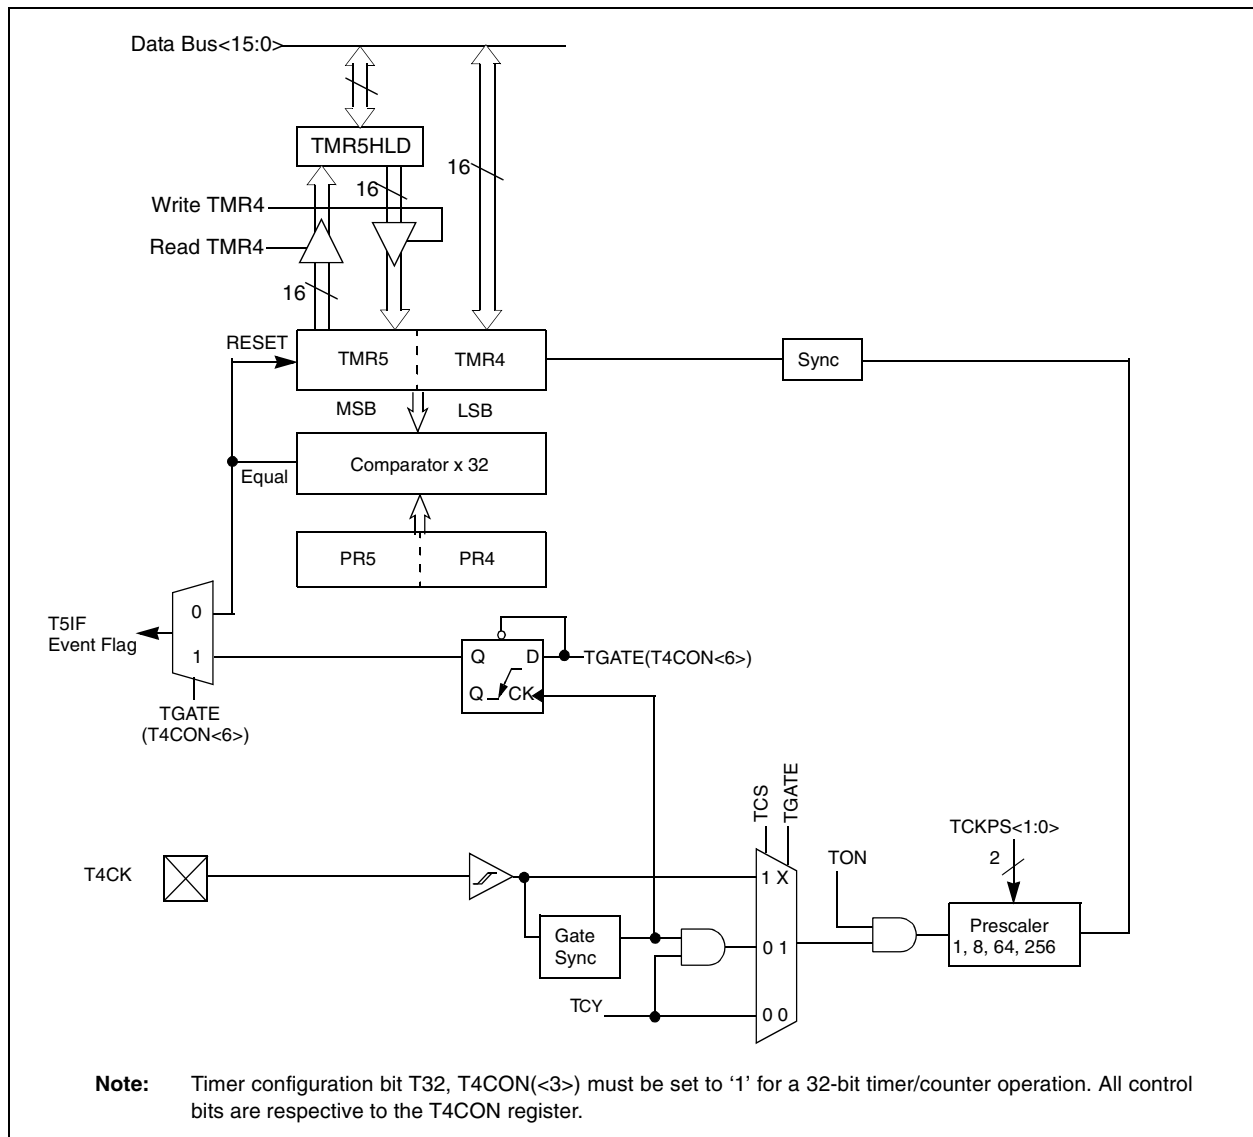 Data Bus<15:0>
TMR5HLD
16
16
Write TMR4
Read TMR4
16
RESET
TMR5
TMR4
Sync
MSB
LSB
Equal
Comparator x 32
PR5
PR4
0
T5IF
Event Flag
1
Q
D
TGATE(T4CON<6>)
Q
CK
TGATE
(T4CON<6>)
TCS
TGATE
TCKPS<1:0>
2
TON
T4CK
1 X
Gate
Sync
0 1
Prescaler
1, 8, 64, 256
TCY
0 0
Note: Timer configuration bit T32, T4CON(<3>) must be set to ‘1’ for a 32-bit timer/counter operation. All control
bits are respective to the T4CON register.